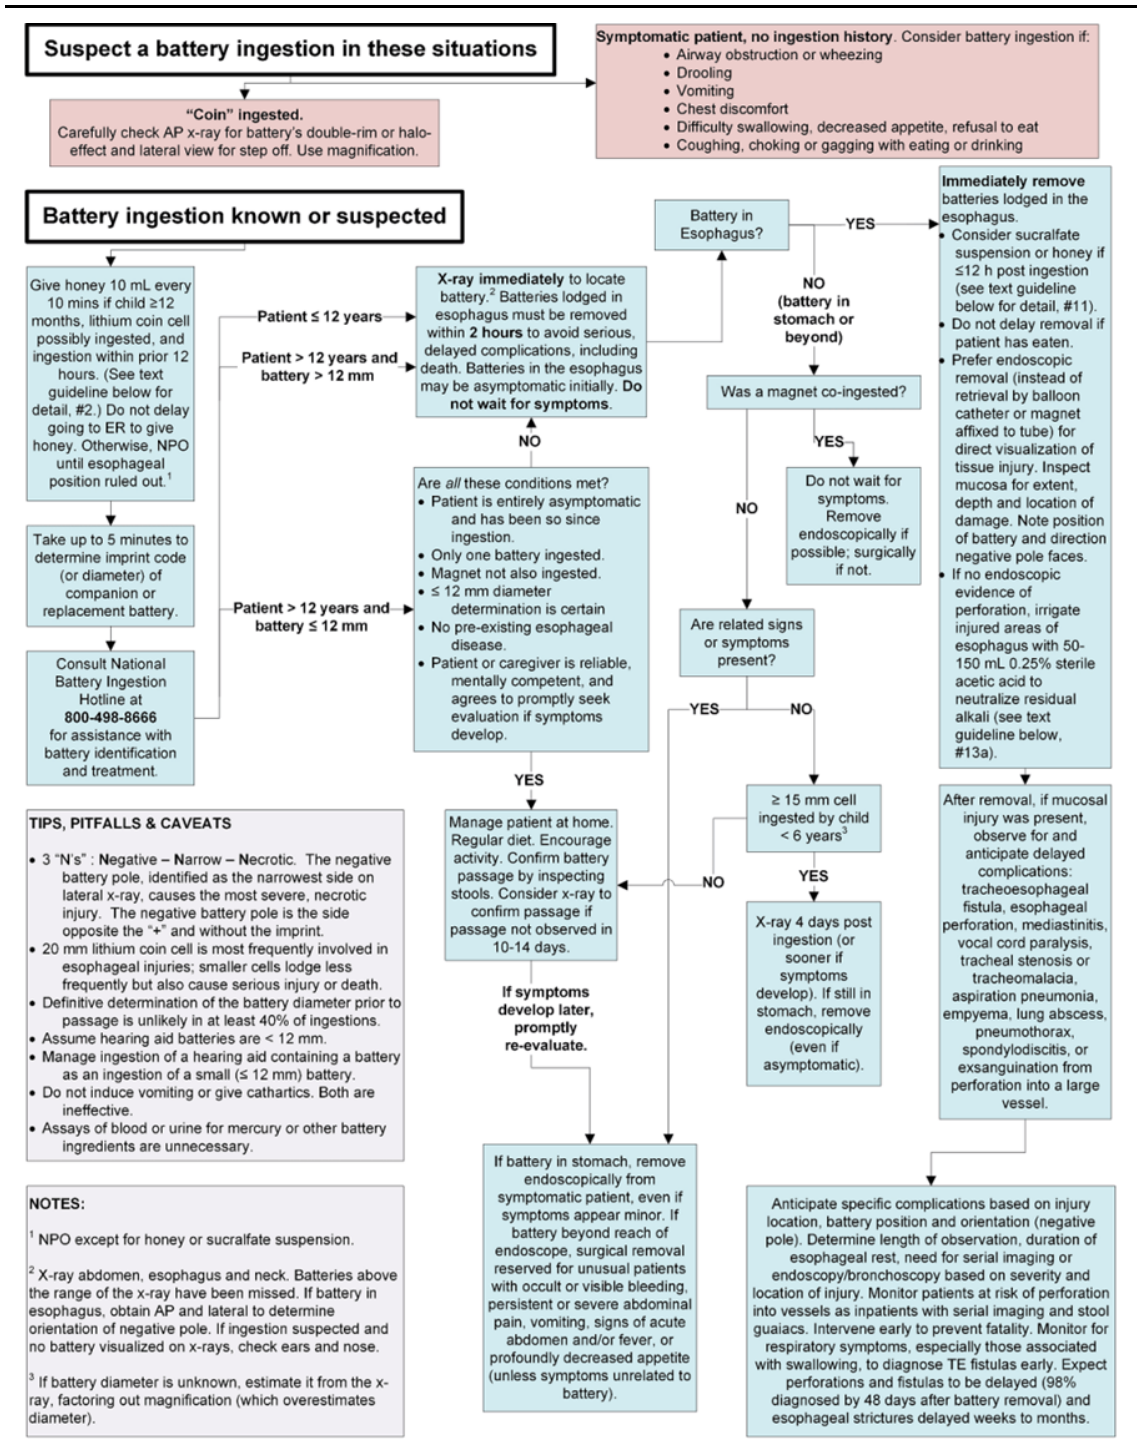 Suspect a battery ingestion in these situations
Symptomatic patient, no ingestion history. Consider battery ingestion if:
• Airway obstruction or wheezing
• Drooling
• Vomiting
• Chest discomfort
• Difficulty swallowing, decreased appetite, refusal to eat
• Coughing, choking or gagging with eating or drinking
“Coin” ingested.
Carefully check AP x-ray for battery’s double-rim or halo-
effect and lateral view for step off. Use magnification.
Battery ingestion known or suspected
Give honey 10 mL every
10 mins if child ≥12
months, lithium coin cell
possibly ingested, and
ingestion within prior 12
hours. (See text
guideline below for
detail, #2.) Do not delay
going to ER to give
honey. Otherwise, NPO
until esophageal
position ruled out.1
Take up to 5 minutes to
determine imprint code
(or diameter) of
companion or
replacement battery.
Consult National
Battery Ingestion
Hotline at
800-498-8666
for assistance with
battery identification
and treatment.
Patient ≤ 12 years
Patient > 12 years and
battery > 12 mm
Patient > 12 years and
battery ≤ 12 mm
X-ray immediately to locate
battery.2 Batteries lodged in
esophagus must be removed
within 2 hours to avoid serious,
delayed complications, including
death. Batteries in the esophagus
may be asymptomatic initially. Do
not wait for symptoms.
NO
Are all these conditions met?
• Patient is entirely asymptomatic
and has been so since
ingestion.
• Only one battery ingested.
• Magnet not also ingested.
• ≤ 12 mm diameter
determination is certain
• No pre-existing esophageal
disease.
• Patient or caregiver is reliable,
mentally competent, and
agrees to promptly seek
evaluation if symptoms
develop.
YES
Manage patient at home.
Regular diet. Encourage
activity. Confirm battery
passage by inspecting
stools. Consider x-ray to
confirm passage if
passage not observed in
10-14 days.
If symptoms
develop later,
promptly
re-evaluate.
If battery in stomach, remove
endoscopically from
symptomatic patient, even if
symptoms appear minor. If
battery beyond reach of
endoscope, surgical removal
reserved for unusual patients
with occult or visible bleeding,
persistent or severe abdominal
pain, vomiting, signs of acute
abdomen and/or fever, or
profoundly decreased appetite
(unless symptoms unrelated to
battery).
Battery in
Esophagus?
YES
NO
(battery in
stomach or
beyond)
Was a magnet co-ingested?
YES
Do not wait for
symptoms.
Remove
endoscopically if
possible; surgically
if not.
NO
Are related signs
or symptoms
present?
YES
NO
≥ 15 mm cell
ingested by child
< 6 years3
NO
YES
X-ray 4 days post
ingestion (or
sooner if
symptoms
develop). If still in
stomach, remove
endoscopically
(even if
asymptomatic).
Immediately remove
batteries lodged in the
esophagus.
• Consider sucralfate
suspension or honey if
≤12 h post ingestion
(see text guideline
below for detail, #11).
• Do not delay removal if
patient has eaten.
• Prefer endoscopic
removal (instead of
retrieval by balloon
catheter or magnet
affixed to tube) for
direct visualization of
tissue injury. Inspect
mucosa for extent,
depth and location of
damage. Note position
of battery and direction
negative pole faces.
• If no endoscopic
evidence of
perforation, irrigate
injured areas of
esophagus with 50-
150 mL 0.25% sterile
acetic acid to
neutralize residual
alkali (see text
guideline below,
#13a).
After removal, if mucosal
injury was present,
observe for and
anticipate delayed
complications:
tracheoesophageal
fistula, esophageal
perforation, mediastinitis,
vocal cord paralysis,
tracheal stenosis or
tracheomalacia,
aspiration pneumonia,
empyema, lung abscess,
pneumothorax,
spondylodiscitis, or
exsanguination from
perforation into a large
vessel.
Anticipate specific complications based on injury
location, battery position and orientation (negative
pole). Determine length of observation, duration of
esophageal rest, need for serial imaging or
endoscopy/bronchoscopy based on severity and
location of injury. Monitor patients at risk of perforation
into vessels as inpatients with serial imaging and stool
guaiacs. Intervene early to prevent fatality. Monitor for
respiratory symptoms, especially those associated
with swallowing, to diagnose TE fistulas early. Expect
perforations and fistulas to be delayed (98%
diagnosed by 48 days after battery removal) and
esophageal strictures delayed weeks to months.
TIPS, PITFALLS & CAVEATS
• 3 “N’s” : Negative – Narrow – Necrotic. The negative
battery pole, identified as the narrowest side on
lateral x-ray, causes the most severe, necrotic
injury. The negative battery pole is the side
opposite the “+” and without the imprint.
• 20 mm lithium coin cell is most frequently involved in
esophageal injuries; smaller cells lodge less
frequently but also cause serious injury or death.
• Definitive determination of the battery diameter prior to
passage is unlikely in at least 40% of ingestions.
• Assume hearing aid batteries are < 12 mm.
• Manage ingestion of a hearing aid containing a battery
as an ingestion of a small (≤ 12 mm) battery.
• Do not induce vomiting or give cathartics. Both are
ineffective.
• Assays of blood or urine for mercury or other battery
ingredients are unnecessary.
NOTES:
1 NPO except for honey or sucralfate suspension.
2 X-ray abdomen, esophagus and neck. Batteries above
the range of the x-ray have been missed. If battery in
esophagus, obtain AP and lateral to determine
orientation of negative pole. If ingestion suspected and
no battery visualized on x-rays, check ears and nose.
3 If battery diameter is unknown, estimate it from the x-
ray, factoring out magnification (which overestimates
diameter).